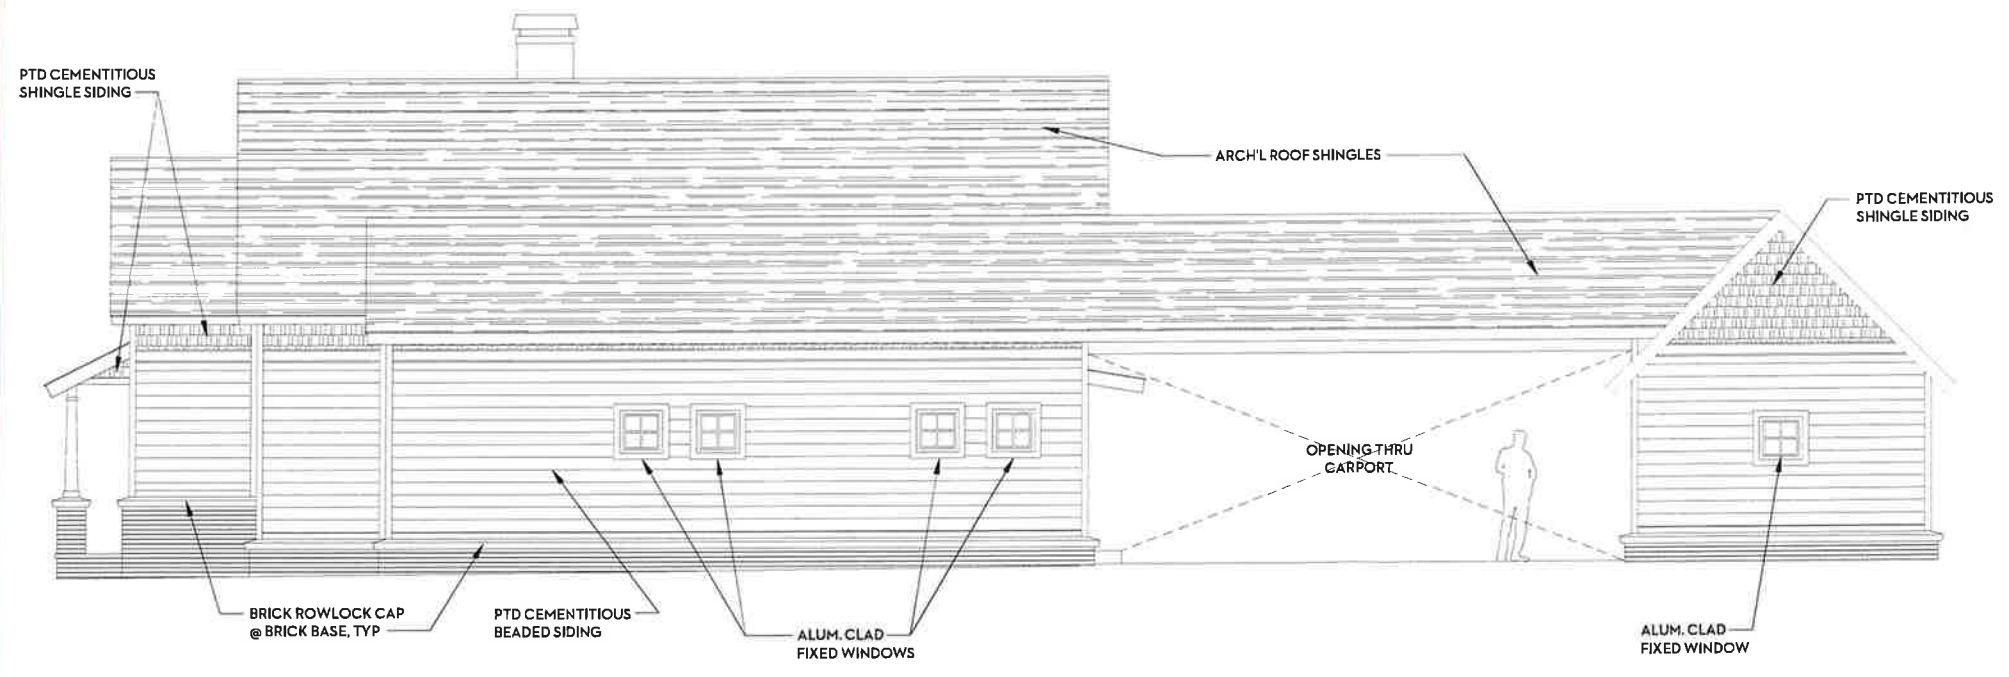 PTD CEMENTITIOUS
SHINGLE SIDING
ARCH'L ROOF SHINGLES
PTD CEMENTITIOUS
SHINGLE SIDING
OPENING THRU
CARPORT
BRICK ROWLOCK CAP
@ BRICK BASE, TYP
PTD CEMENTITIOUS
BEADED SIDING
ALUM. CLAD
FIXED WINDOWS
ALUM. CLAD
FIXED WINDOW